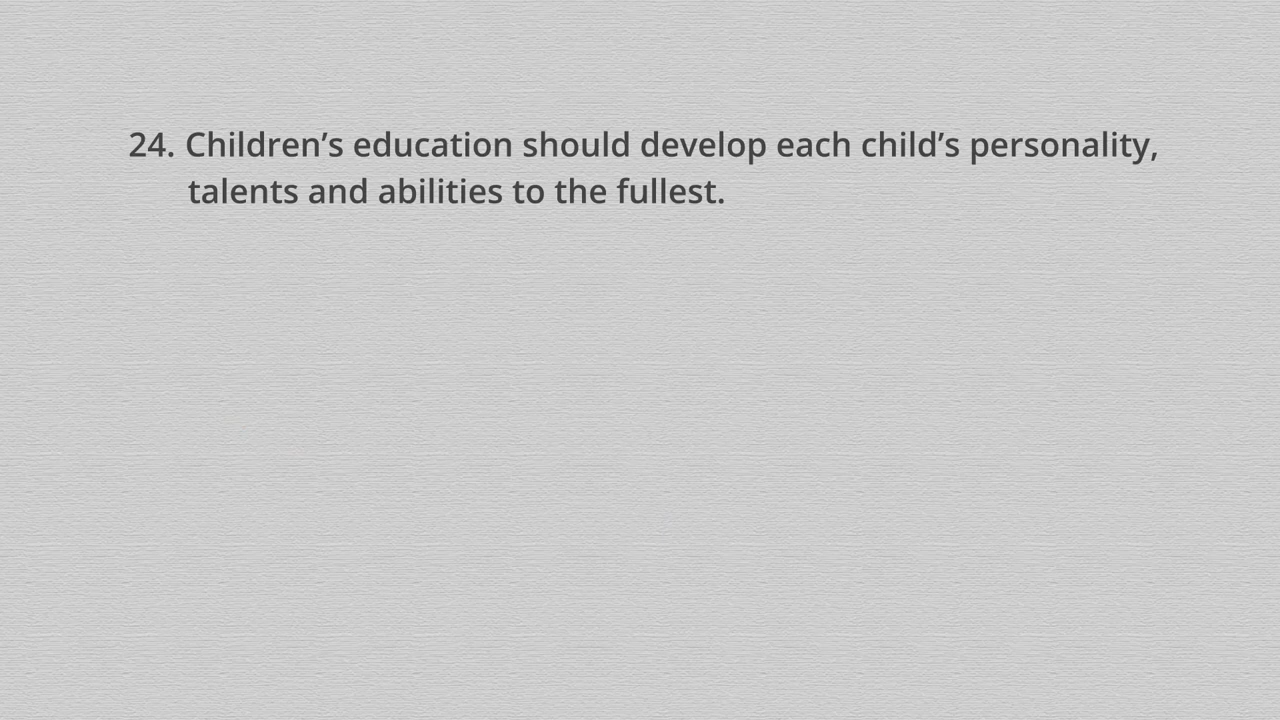 24. Children’s education should develop each child’s personality,
talents and abilities to the fullest.